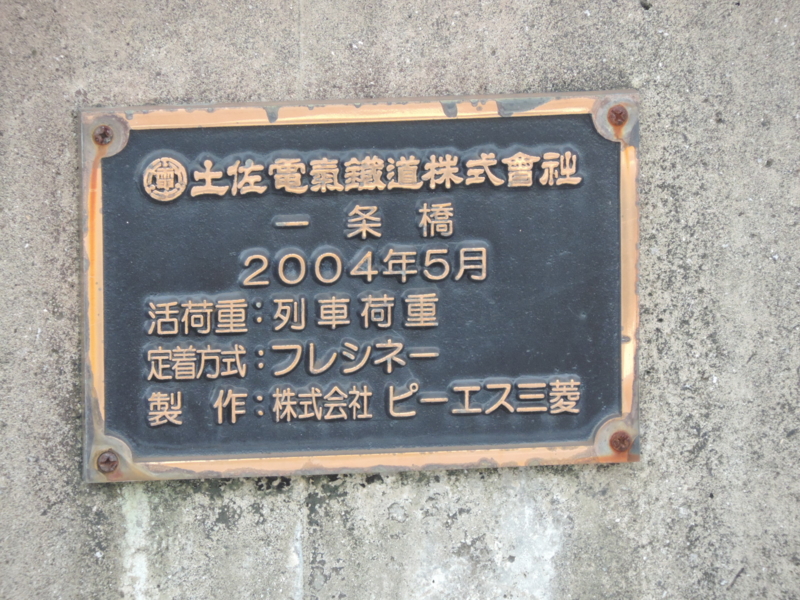 土佐電氣鐵道株式會社
一条橋
2004年5月
活荷重:列車荷重
定着方式:フレシネー
製作:株式会社 ピーエス三菱